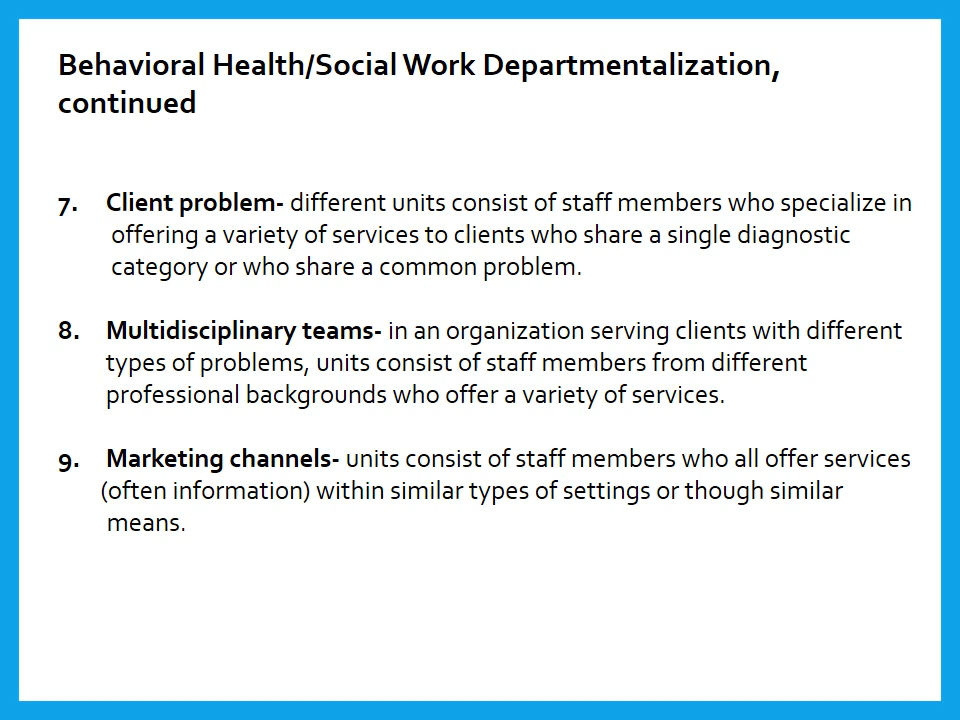 Behavioral Health/Social Work Departmentalization,
continued
7. Client problem- different units consist of staff members who specialize in
offering a variety of services to clients who share a single diagnostic
category or who share a common problem.
8. Multidisciplinary teams- in an organization serving clients with different
types of problems, units consist of staff members from different
professional backgrounds who offer a variety of services.
9. Marketing channels- units consist of staff members who all offer services
(often information) within similar types of settings or though similar
means.